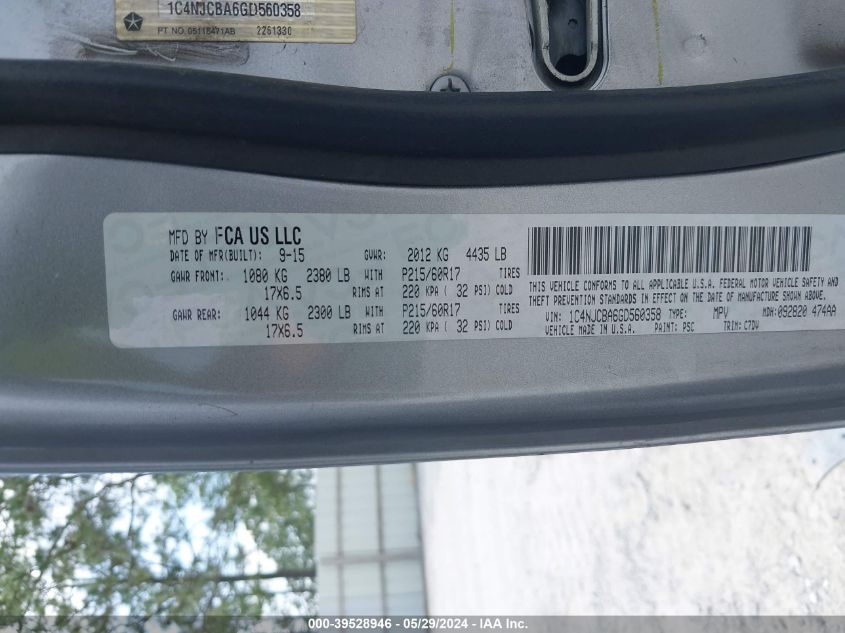 1C4NJCBA6GD560358
PT NO. 05116471AB 2261330
MFD BY FCA US LLC
DATE OF MFR(BUILT): 9-15 GVWR: 2012 KG 4435 LB
GAWR FRONT: 1080 KG 2380 LB WITH P215/60R17 TIRES
17X6.5 RIMS AT 220 KPA ( 32 PSI) COLD
GAWR REAR: 1044 KG 2300 LB WITH P215/60R17 TIRES
17X6.5 RIMS AT 220 KPA ( 32 PSI) COLD
THIS VEHICLE CONFORMS TO ALL APPLICABLE U.S.A. FEDERAL MOTOR VEHICLE SAFETY AND
THEFT PREVENTION STANDARDS IN EFFECT ON THE DATE OF MANUFACTURE SHOWN ABOVE.
VIN: 1C4NJCBA6GD560358 TYPE: MPV MDH:092820 474AA
VEHICLE MADE IN U.S.A. PAINT: PSC TRIM: C7DV
000-39528946 - 05/29/2024 - IAA Inc.